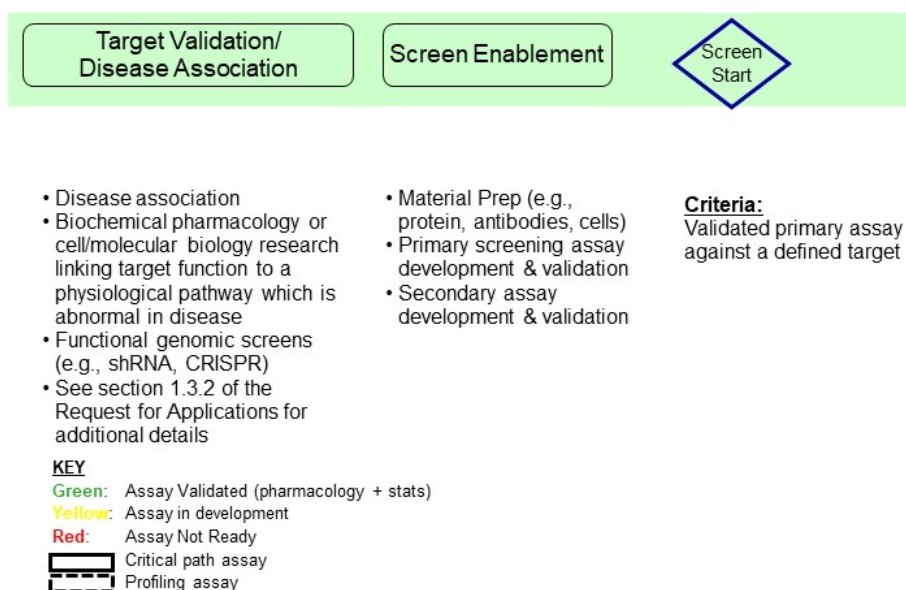 Target Validation/
Disease Association
Screen Enablement
Screen
Start
• Disease association
• Biochemical pharmacology or
cell/molecular biology research
linking target function to a
physiological pathway which is
abnormal in disease
• Functional genomic screens
(e.g., shRNA, CRISPR)
• See section 1.3.2 of the
Request for Applications for
additional details
• Material Prep (e.g.,
protein, antibodies, cells)
• Primary screening assay
development & validation
• Secondary assay
development & validation
Criteria:
Validated primary assay
against a defined target
KEY
Green: Assay Validated (pharmacology + stats)
Yellow: Assay in development
Red: Assay Not Ready
Critical path assay
Profiling assay